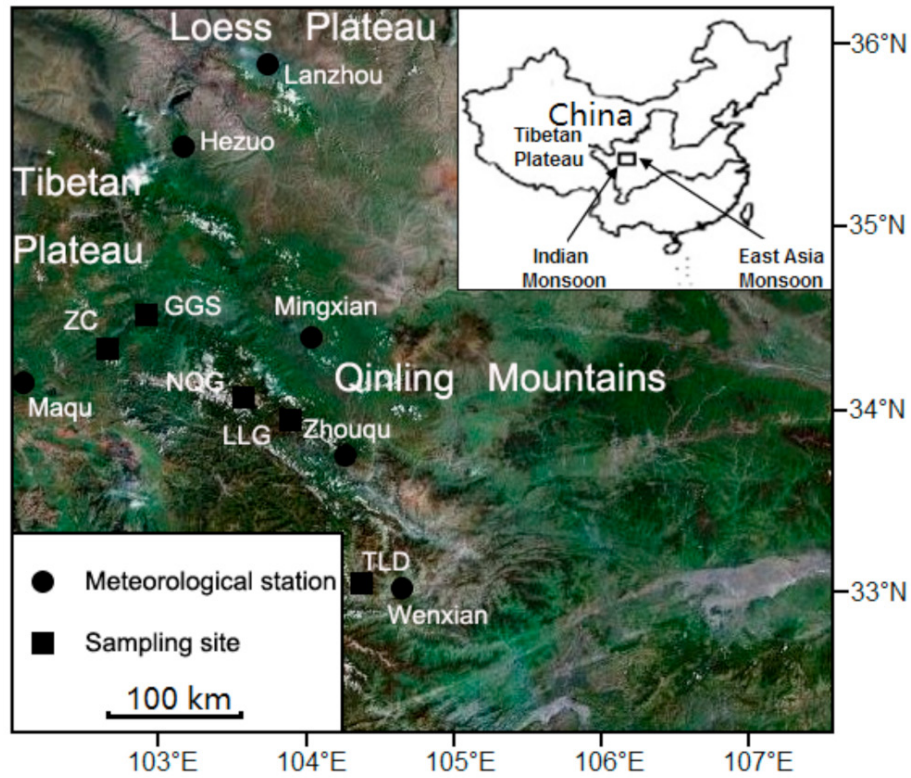 Loess Plateau
Lanzhou
Hezuo
Tibetan
Plateau
GGS
ZC
Mingxian
NQG
Qinling Mountains
Maqu
LLG
Zhouqu
TLD
Wenxian
China
Tibetan
Plateau
Indian
Monsoon
East Asia
Monsoon
Meteorological station
Sampling site
100 km
36°N
35°N
34°N
33°N
103°E
104°E
105°E
106°E
107°E